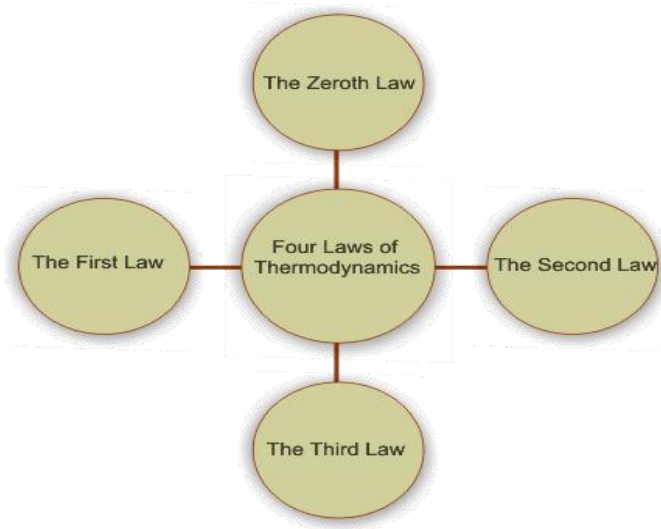 The Zeroth Law
The First Law
Four Laws of
Thermodynamics
The Second Law
The Third Law